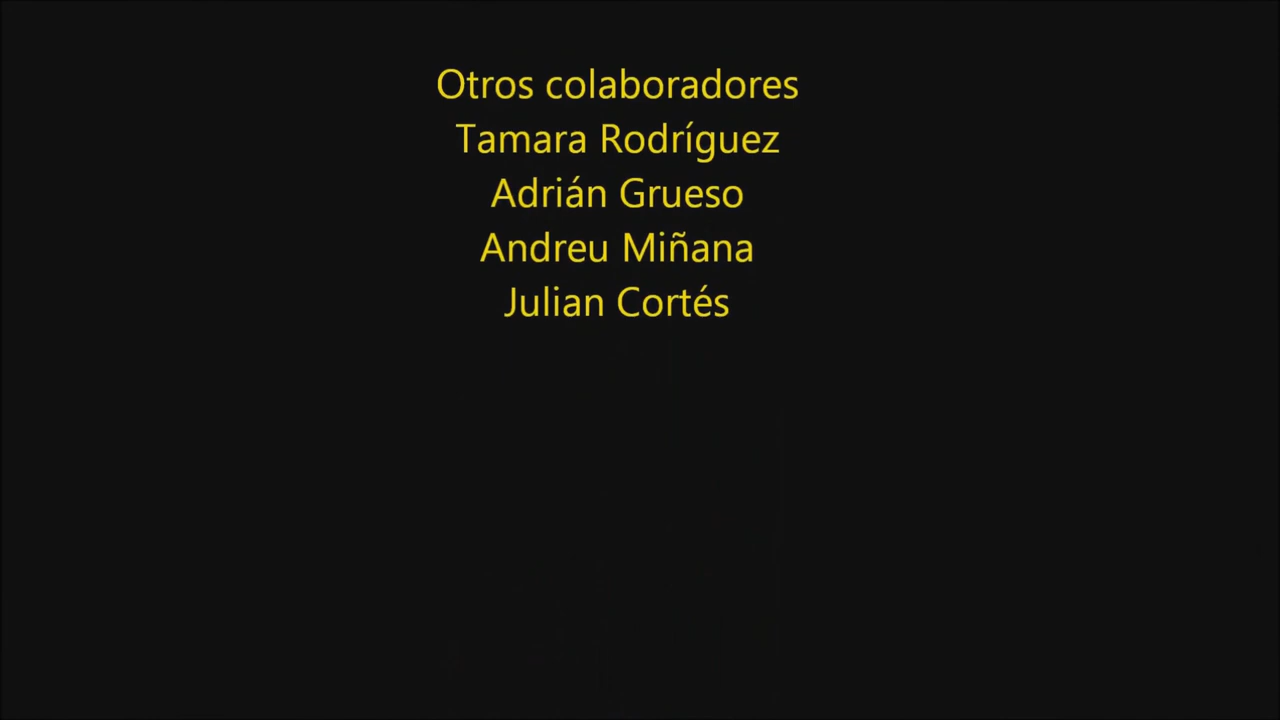 Otros colaboradores
Tamara Rodríguez
Adrián Grueso
Andreu Miñana
Julian Cortés